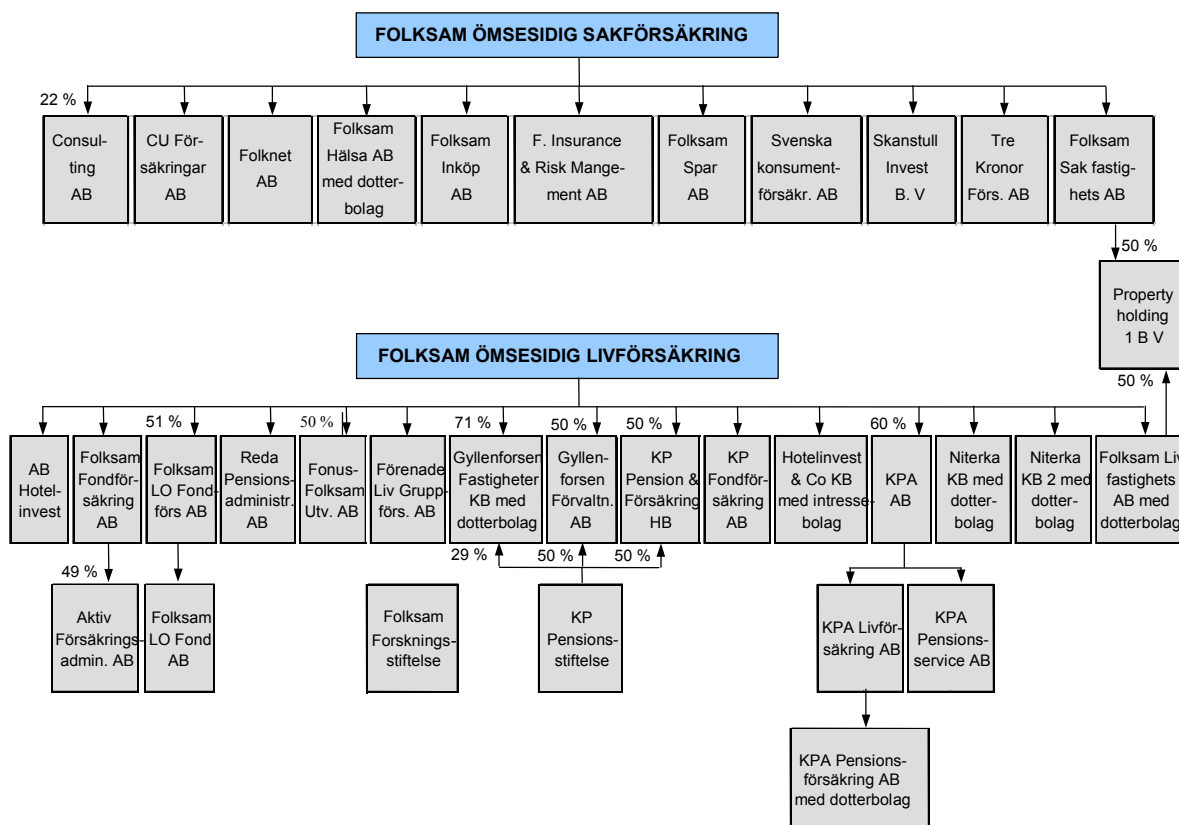 FOLKSAM ÖMSESIDIG SAKFÖRSÄKRING
22 %
Consul-
ting
AB
CU För-
säkringar
AB
Folknet
AB
Folksam
Hälsa AB
med dotter-
bolag
Folksam
Inköp
AB
F. Insurance
& Risk Mange-
ment AB
Folksam
Spar
AB
Svenska
konsument-
försäkr. AB
Skanstull
Invest
B. V
Tre
Kronor
Förs. AB
Folksam
Sak fastig-
hets AB
50 %
Property
holding
1 B V
50 %
FOLKSAM ÖMSESIDIG LIVFÖRSÄKRING
51 %
50 %
71 %
50 %
50 %
60 %
AB
Hotel-
invest
Folksam
Fondför-
säkring
AB
Folksam
LO Fond-
förs AB
Reda
Pensions-
administr.
AB
Fonus-
Folksam
Utv. AB
Förenade
Liv Grupp-
förs. AB
Gyllenforsen
Fastigheter
KB med
dotterbolag
Gyllen-
forsen
Förvaltn.
AB
KP
Pension &
Försäkring
HB
KP
Fondför-
säkring
AB
Hotelinvest
& Co KB
med intresse-
bolag
KPA
AB
Niterka
KB med
dotter-
bolag
Niterka
KB 2 med
dotter-
bolag
Folksam Liv
fastighets
AB med
dotterbolag
49 %
29 %
50 %
50 %
Aktiv
Försäkrings-
admin. AB
Folksam
LO Fond
AB
Folksam
Forsknings-
stiftelse
KP
Pensions-
stiftelse
KPA Livför-
säkring AB
KPA
Pensions-
service AB
KPA Pensions-
försäkring AB
med dotterbolag